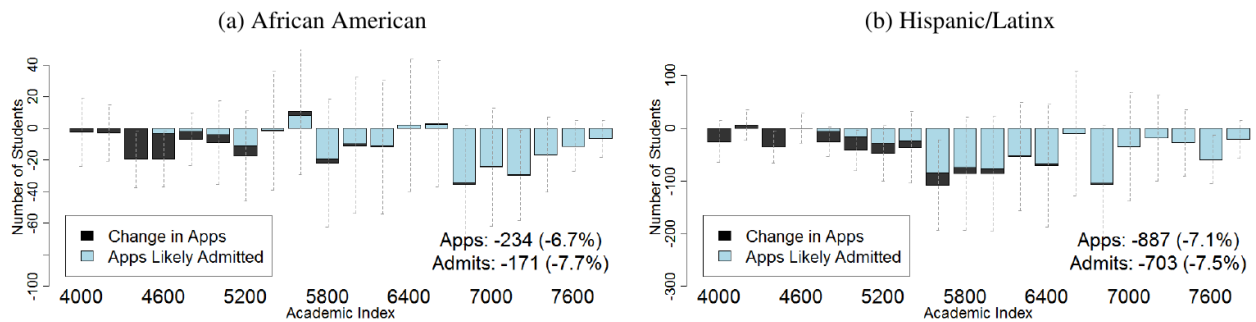 (a) African American
Number of Students
40
20
0
-20
-40
-60
-100
Change in Apps
Apps Likely Admitted
Apps: -234 (-6.7%)
Admits: -171 (-7.7%)
4000 4600 5200 5800 6400 7000 7600
Academic Index
(b) Hispanic/Latinx
Number of Students
100
0
-100
-200
-300
Change in Apps
Apps Likely Admitted
Apps: -887 (-7.1%)
Admits: -703 (-7.5%)
4000 4600 5200 5800 6400 7000 7600
Academic Index